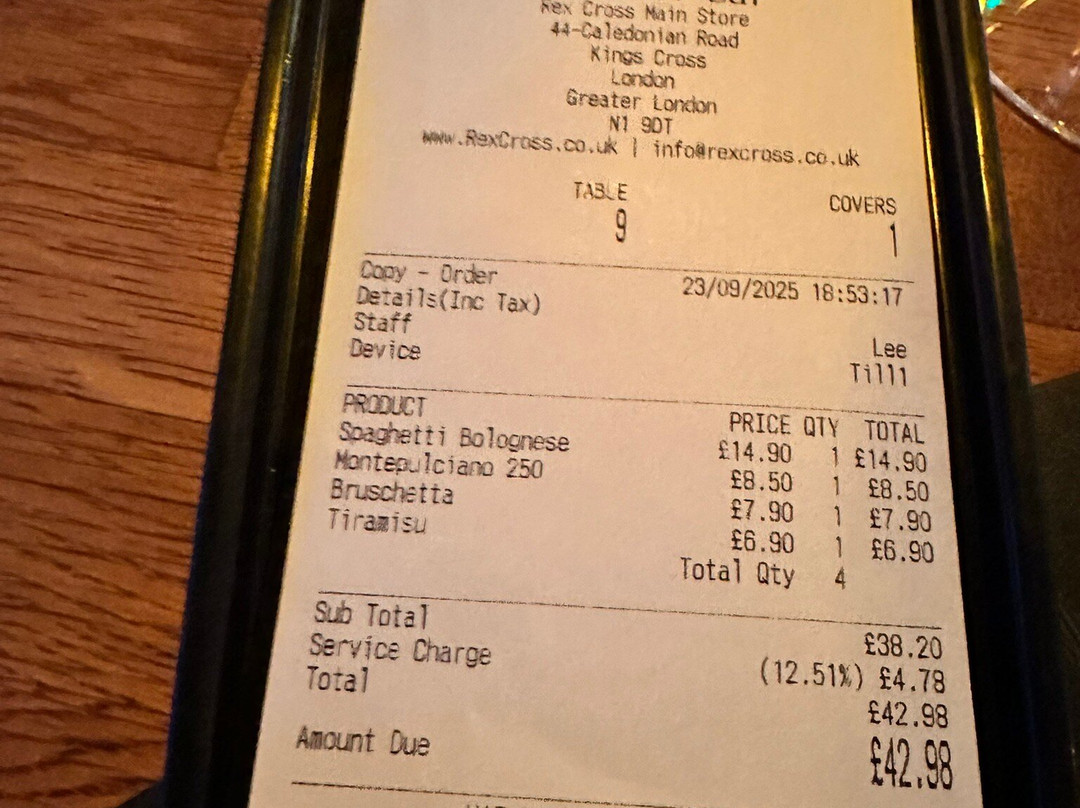 Rex Cross Main Store
44-Caledonian Road
Kings Cross
London
Greater London
N1 9DT
www.RexCross.co.uk | info@rexcross.co.uk
TABLE COVERS
9 1
Copy - Order 23/09/2025 18:53:17
Details(Inc Tax)
Staff Lee
Device Till1
PRODUCT PRICE QTY TOTAL
Spaghetti Bolognese £14.90 1 £14.90
Montepulciano 250 £8.50 1 £8.50
Bruschetta £7.90 1 £7.90
Tiramisu £6.90 1 £6.90
Total Qty 4
Sub Total £38.20
Service Charge (12.51%) £4.78
Total £42.98
Amount Due £42.98